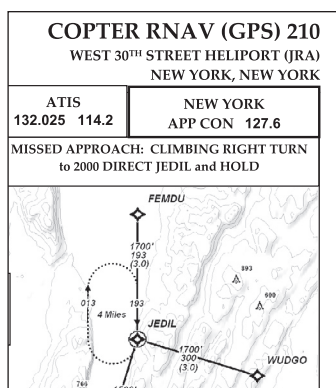 COPTER RNAV (GPS) 210
WEST 30TH STREET HELIPORT (JRA)
NEW YORK, NEW YORK
ATIS
132.025 114.2
NEW YORK
APP CON 127.6
MISSED APPROACH: CLIMBING RIGHT TURN
to 2000 DIRECT JEDIL and HOLD
FEMDU
1700'
193
(3.0)
893
600
013
193
4 Miles
JEDIL
1700'
300
(3.0)
WUDGO
766